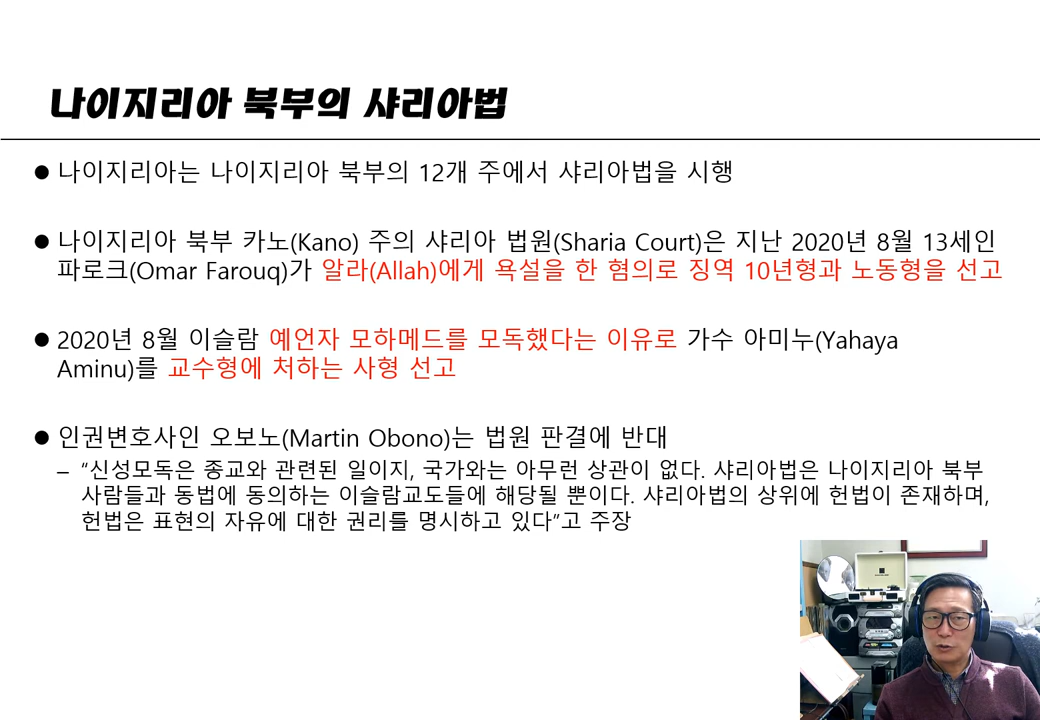 나이지리아 북부의 샤리아법
● 나이지리아는 나이지리아 북부의 12개 주에서 샤리아법을 시행
● 나이지리아 북부 카노(Kano) 주의 샤리아 법원(Sharia Court)은 지난 2020년 8월 13세인
파로크(Omar Farouq)가 알라(Allah)에게 욕설을 한 혐의로 징역 10년형과 노동형을 선고
● 2020년 8월 이슬람 예언자 모하메드를 모독했다는 이유로 가수 아미누(Yahaya
Aminu)를 교수형에 처하는 사형 선고
● 인권변호사인 오보노(Martin Obono)는 법원 판결에 반대
– “신성모독은 종교와 관련된 일이지, 국가와는 아무런 상관이 없다. 샤리아법은 나이지리아 북부
사람들과 동법에 동의하는 이슬람교도들에 해당될 뿐이다. 샤리아법의 상위에 헌법이 존재하며,
헌법은 표현의 자유에 대한 권리를 명시하고 있다”고 주장